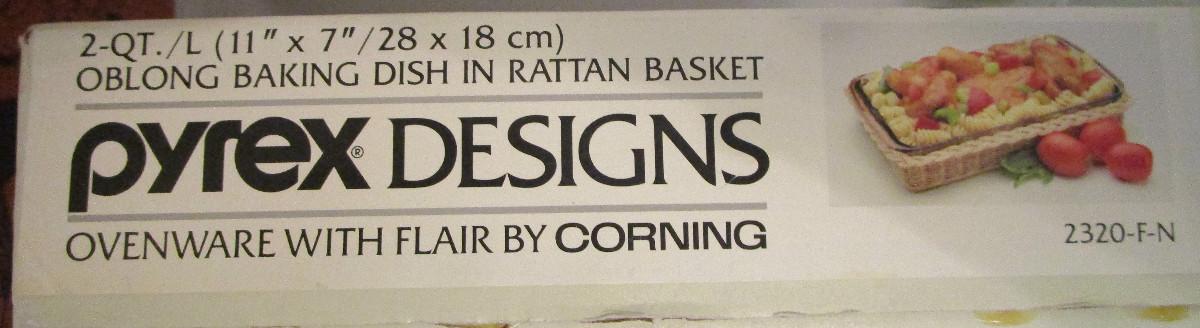 2-QT./L (11" x 7"/28 x 18 cm)
OBLONG BAKING DISH IN RATTAN BASKET
pyrex® DESIGNS
OVENWARE WITH FLAIR BY CORNING
2320-F-N